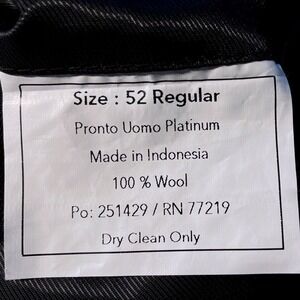 Size : 52 Regular
Pronto Uomo Platinum
Made in Indonesia
100 % Wool
Po: 251429 / RN 77219
Dry Clean Only